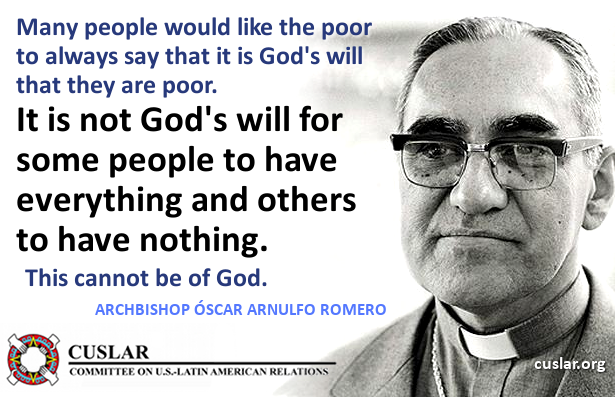 Many people would like the poor
to always say that it is God's will
that they are poor.
It is not God's will for
some people to have
everything and others
to have nothing.
This cannot be of God.
ARCHBISHOP ÓSCAR ARNULFO ROMERO
CUSLAR
COMMITTEE ON U.S.-LATIN AMERICAN RELATIONS
cuslar.org